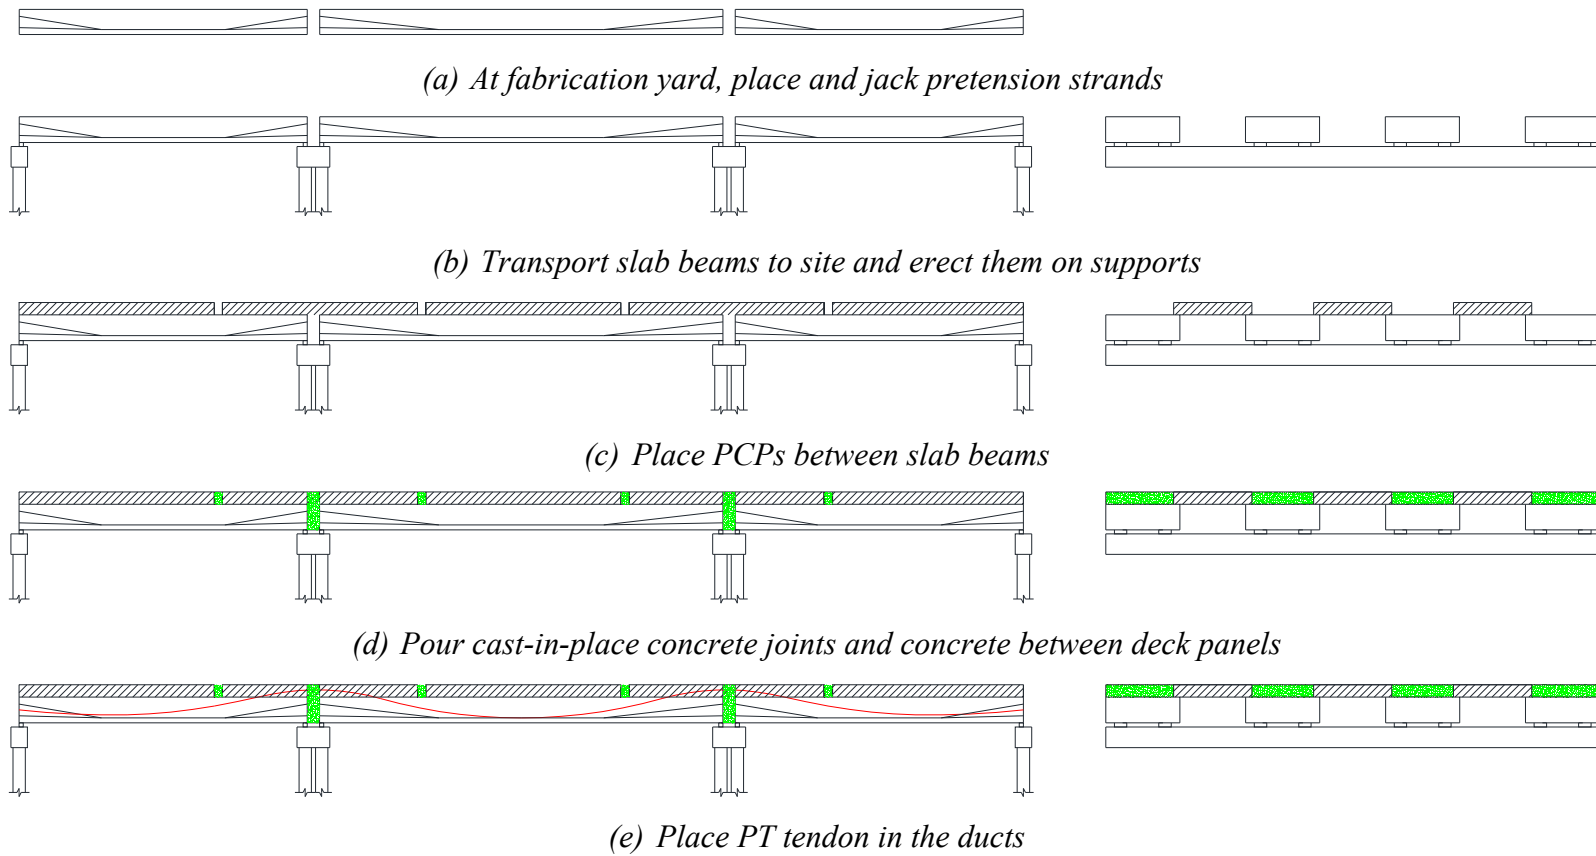 (a) At fabrication yard, place and jack pretension strands
(b) Transport slab beams to site and erect them on supports
(c) Place PCPs between slab beams
(d) Pour cast-in-place concrete joints and concrete between deck panels
(e) Place PT tendon in the ducts